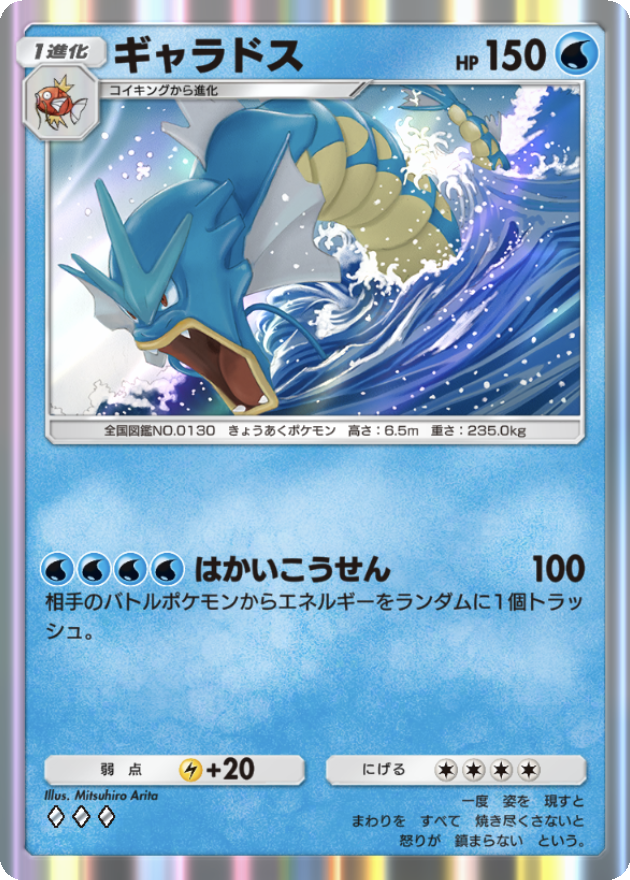 1進化 ギャラドス HP 150
コイキングから進化
全国図鑑NO.0130 きょうあくポケモン 高さ：6.5m 重さ：235.0kg
はかいこうせん 100
相手のバトルポケモンからエネルギーをランダムに1個トラッ
シュ。
弱点 +20 にげる
Illus. Mitsuhiro Arita
一度 姿を 現すと
まわりを すべて 焼き尽くさないと
怒りが 鎮まらない という。